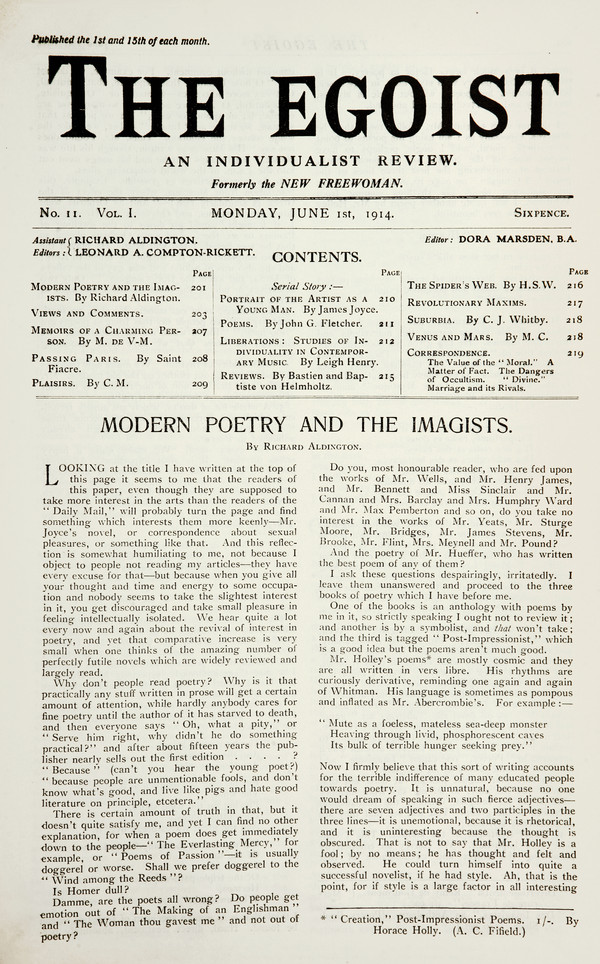 Published the 1st and 15th of each month.
THE EGOIST
AN INDIVIDUALIST REVIEW.
Formerly the NEW FREEWOMAN.
No. 11. Vol. I.
MONDAY, JUNE 1st, 1914.
Sixpence.
Assistant Editors: { RICHARD ALDINGTON.
LEONARD A. COMPTON-RICKETT.
CONTENTS.
Editor: DORA MARSDEN, B.A.
PAGE
Modern Poetry and the Imag- 201
ists. By Richard Aldington.
Views and Comments. 203
Memoirs of a Charming Per- 207
son. By M. de V-M.
Passing Paris. By Saint 208
Fiacre.
Plaisirs. By C. M. 209
PAGE
Serial Story:—
Portrait of the Artist as a 210
Young Man. By James Joyce.
Poems. By John G. Fletcher. 211
Liberations: Studies of In- 212
dividuality in Contempor-
ary Music. By Leigh Henry.
Reviews. By Bastien and Bap- 215
tiste von Helmholtz.
PAGE
The Spider's Web. By H.S.W. 216
Revolutionary Maxims. 217
Suburbia. By C. J. Whitby. 218
Venus and Mars. By M. C. 218
Correspondence. 219
The Value of the "Moral." A
Matter of Fact. The Dangers
of Occultism. "Divine."
Marriage and its Rivals.
MODERN POETRY AND THE IMAGISTS.
By Richard Aldington.
LOOKING at the title I have written at the top of
this page it seems to me that the readers of
this paper, even though they are supposed to
take more interest in the arts than the readers of the
"Daily Mail," will probably turn the page and find
something which interests them more keenly—Mr.
Joyce's novel, or correspondence about sexual
pleasures, or something like that. And this reflec-
tion is somewhat humiliating to me, not because I
object to people not reading my articles—they have
every excuse for that—but because when you give all
your thought and time and energy to some occupa-
tion and nobody seems to take the slightest interest
in it, you get discouraged and take small pleasure in
feeling intellectually isolated. We hear quite a lot
every now and again about the revival of interest in
poetry, and yet that comparative increase is very
small when one thinks of the amazing number of
perfectly futile novels which are widely reviewed and
largely read.
Why don't people read poetry? Why is it that
practically any stuff written in prose will get a certain
amount of attention, while hardly anybody cares for
fine poetry until the author of it has starved to death,
and then everyone says "Oh, what a pity," or
"Serve him right, why didn't he do something
practical?" and after about fifteen years the pub-
lisher nearly sells out the first edition . . . . ?
"Because" (can't you hear the young poet?)
"because people are unmentionable fools, and don't
know what's good, and live like pigs and hate good
literature on principle, etcetera."
There is certain amount of truth in that, but it
doesn't quite satisfy me, and yet I can find no other
explanation, for when a poem does get immediately
down to the people—"The Everlasting Mercy," for
example, or "Poems of Passion"—it is usually
doggerel or worse. Shall we prefer doggerel to the
"Wind among the Reeds"?
Is Homer dull?
Damme, are the poets all wrong? Do people get
emotion out of "The Making of an Englishman"
and "The Woman thou gavest me" and not out of
poetry?
Do you, most honourable reader, who are fed upon
the works of Mr. Wells, and Mr. Henry James,
and Mr. Bennett and Miss Sinclair and Mr.
Cannan and Mrs. Barclay and Mrs. Humphry Ward
and Mr. Max Pemberton and so on, do you take no
interest in the works of Mr. Yeats, Mr. Sturge
Moore, Mr. Bridges, Mr. James Stevens, Mr.
Brooke, Mr. Flint, Mrs. Meynell and Mr. Pound?
And the poetry of Mr. Hueffer, who has written
the best poem of any of them?
I ask these questions despairingly, irritatedly. I
leave them unanswered and proceed to the three
books of poetry which I have before me.
One of the books is an anthology with poems by
me in it, so strictly speaking I ought not to review it;
and another is by a symbolist, and that won't take;
and the third is tagged "Post-Impressionist," which
is a good idea but the poems aren't much good.
Mr. Holley's poems* are mostly cosmic and they
are all written in vers libre. His rhythms are
curiously derivative, reminding one again and again
of Whitman. His language is sometimes as pompous
and inflated as Mr. Abercrombie's. For example:—
"Mute as a foeless, mateless sea-deep monster
Heaving through livid, phosphorescent caves
Its bulk of terrible hunger seeking prey."
Now I firmly believe that this sort of writing accounts
for the terrible indifference of many educated people
towards poetry. It is unnatural, because no one
would dream of speaking in such fierce adjectives—
there are seven adjectives and two participles in the
three lines—it is unemotional, because it is rhetorical,
and it is uninteresting because the thought is
obscured. That is not to say that Mr. Holley is a
fool; by no means; he has thought and felt and
observed. He could turn himself into quite a
successful novelist, if he had style. Ah, that is the
point, for if style is a large factor in all interesting
* "Creation," Post-Impressionist Poems. 1/-. By
Horace Holly. (A. C. Fifield.)